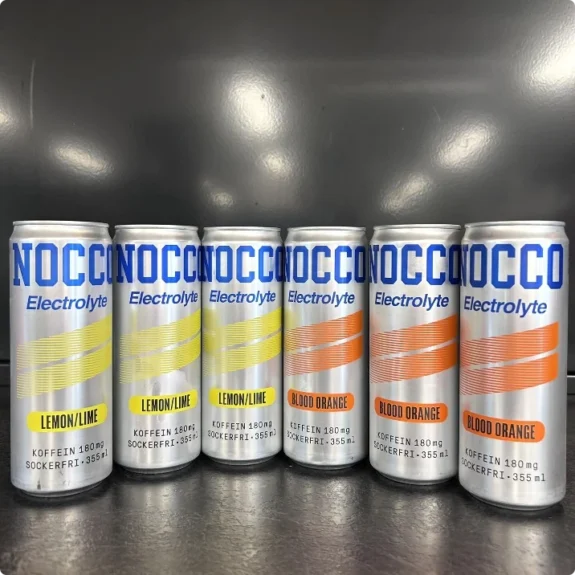 NOCCO
Electrolyte
LEMON/LIME
KOFFEIN 180mg
SOCKERFRI·355ml
NOCCO
Electrolyte
LEMON/LIME
KOFFEIN 180mg
SOCKERFRI·355ml
NOCCO
Electrolyte
LEMON/LIME
KOFFEIN 180mg
SOCKERFRI·355ml
NOCCO
Electrolyte
BLOOD ORANGE
KOFFEIN 180mg
SOCKERFRI·355ml
NOCCO
Electrolyte
BLOOD ORANGE
KOFFEIN 180mg
SOCKERFRI·355ml
NOCCO
Electrolyte
BLOOD ORANGE
KOFFEIN 180mg
SOCKERFRI·355ml